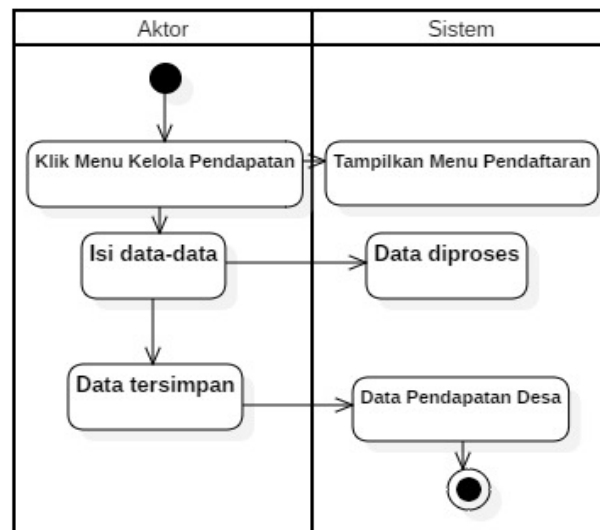 Aktor
Sistem
Klik Menu Kelola Pendapatan
Tampilkan Menu Pendaftaran
Isi data-data
Data diproses
Data tersimpan
Data Pendapatan Desa